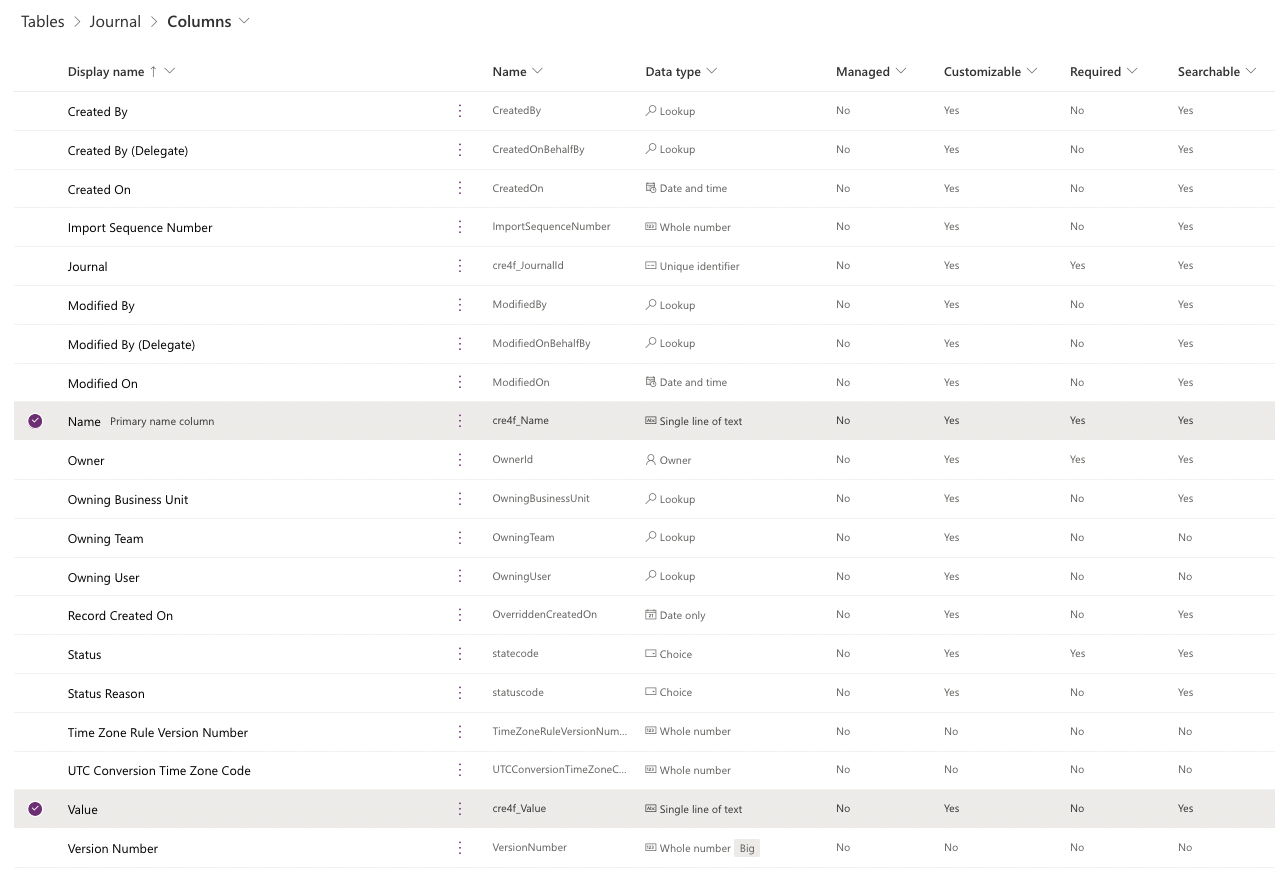 Tables > Journal > Columns
Display name ↑ Name Data type Managed Customizable Required Searchable
Created By CreatedBy Lookup No Yes No Yes
Created By (Delegate) CreatedOnBehalfBy Lookup No Yes No Yes
Created On CreatedOn Date and time No Yes No Yes
Import Sequence Number ImportSequenceNumber Whole number No Yes No Yes
Journal cre4f_JournalId Unique identifier No Yes Yes Yes
Modified By ModifiedBy Lookup No Yes No Yes
Modified By (Delegate) ModifiedOnBehalfBy Lookup No Yes No Yes
Modified On ModifiedOn Date and time No Yes No Yes
Name Primary name column cre4f_Name Single line of text No Yes Yes Yes
Owner OwnerId Owner No Yes Yes Yes
Owning Business Unit OwningBusinessUnit Lookup No Yes No Yes
Owning Team OwningTeam Lookup No Yes No No
Owning User OwningUser Lookup No Yes No No
Record Created On OverriddenCreatedOn Date only No Yes No Yes
Status statecode Choice No Yes Yes Yes
Status Reason statuscode Choice No Yes No Yes
Time Zone Rule Version Number TimeZoneRuleVersionNum... Whole number No No No No
UTC Conversion Time Zone Code UTCConversionTimeZoneC... Whole number No No No No
Value cre4f_Value Single line of text No Yes No Yes
Version Number VersionNumber Whole number Big No No No No